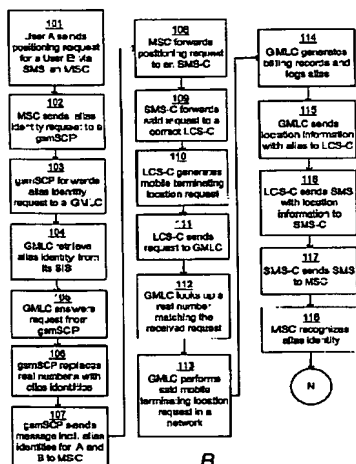 101
User A sends
positioning request
for a User B via
SMS an MSC
102
MSC sends alias
identity request to a
gsmSCP
103
gsmSCP forwards
alias identity
request to a GMLC
104
GMLC retrieve
alias identity from
its SIS
105
GMLC answers
request from
gsmSCP
106
gsmSCP replaces
real numbers with
alias identities
107
gsmSCP sends
message incl. alias
identities for A and
B to MSC
108
MSC forwards
positioning request
to an SMS-C
109
SMS-C forwards
said request to a
correct LCS-C
110
LCS-C generates
mobile terminating
location request
111
LCS-C sends
request to GMLC
112
GMLC looks up a
real number
matching the
received request
113
GMLC performs
said mobile
terminating location
request in a
network
114
GMLC generates
billing records and
logs alias
115
GMLC sends
location information
with alias to LCS-C
116
LCS-C sends SMS
with location
information to
SMS-C
117
SMS-C sends SMS
to MSC
118
MSC recognizes
alias identity
N
B